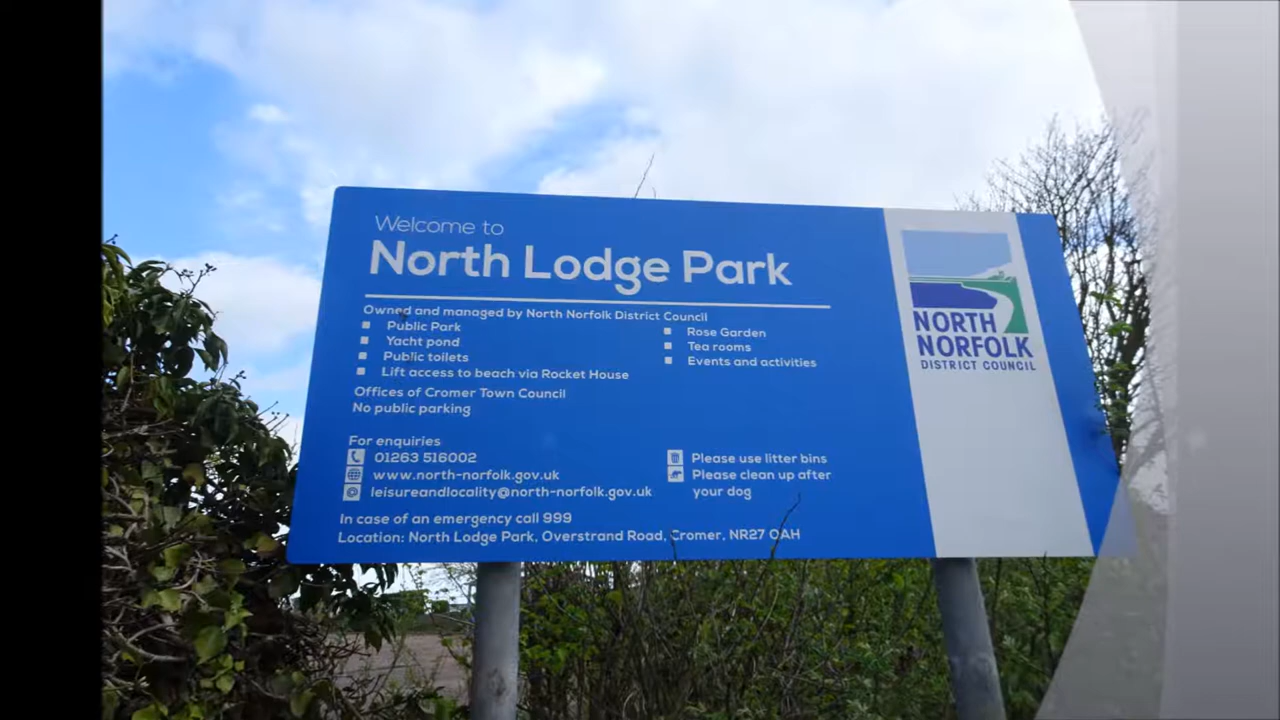 Welcome to
North Lodge Park
Owned and managed by North Norfolk District Council
Public Park
Yacht pond
Public toilets
Lift access to beach via Rocket House
Rose Garden
Tea rooms
Events and activities
Offices of Cromer Town Council
No public parking
For enquiries
01263 516002
www.north-norfolk.gov.uk
leisureandlocality@north-norfolk.gov.uk
Please use litter bins
Please clean up after
your dog
In case of an emergency call 999
Location: North Lodge Park, Overstrand Road, Cromer, NR27 0AH
NORTH
NORFOLK
DISTRICT COUNCIL